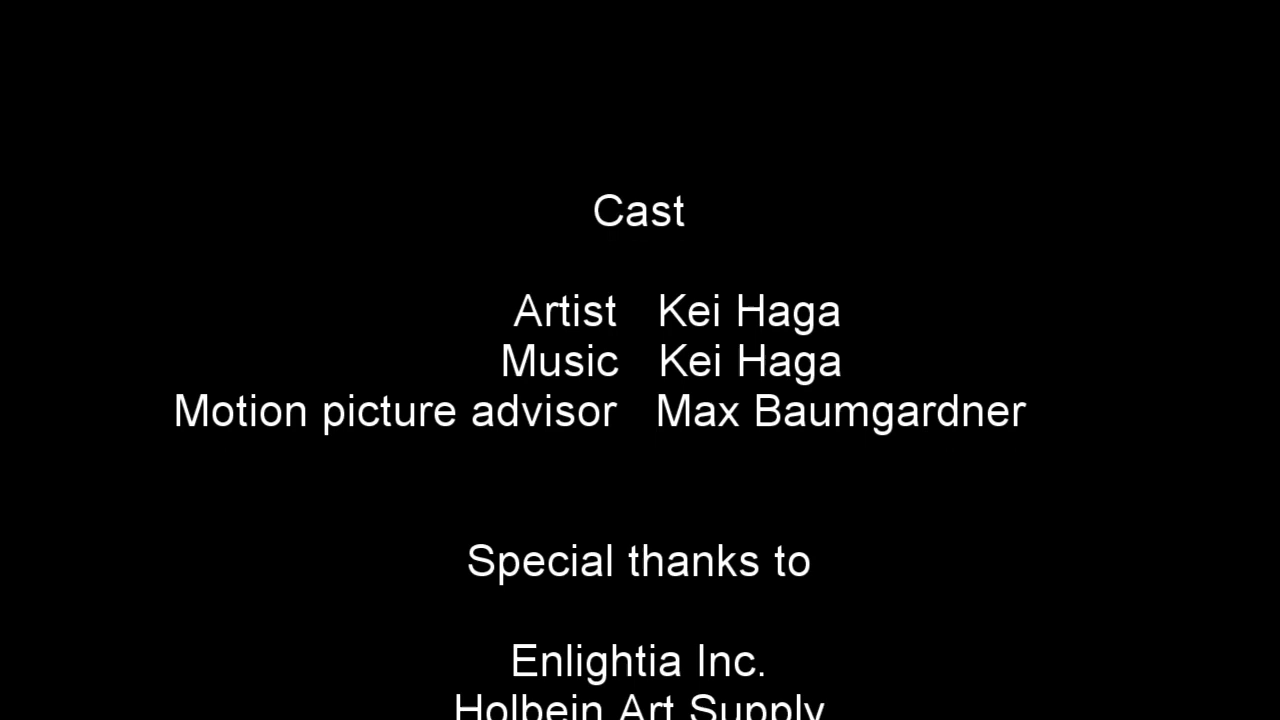 Cast
Artist Kei Haga
Music Kei Haga
Motion picture advisor Max Baumgardner
Special thanks to
Enlightia Inc.
Holbein Art Supply